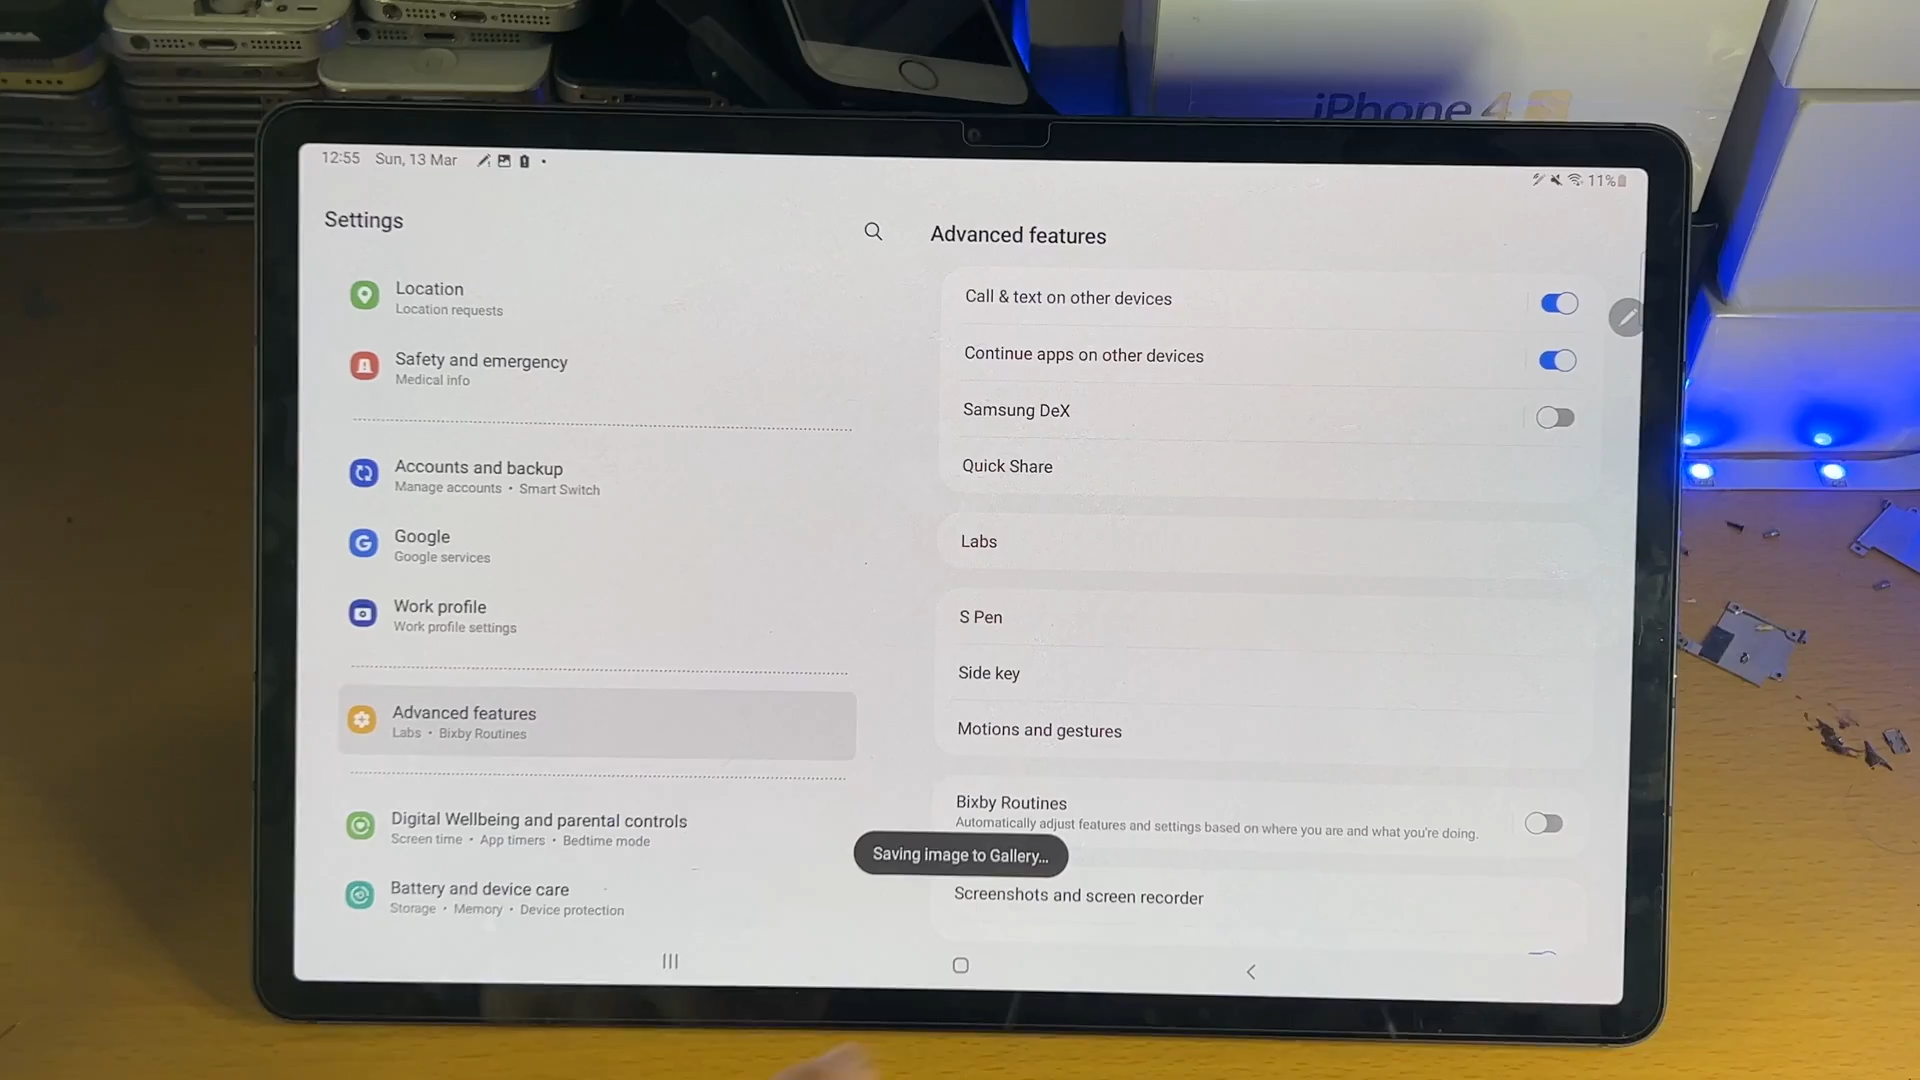 iPhone 4
12:55 Sun, 13 Mar
11%
Settings
Location
Location requests
Safety and emergency
Medical info
Accounts and backup
Manage accounts • Smart Switch
Google
Google services
Work profile
Work profile settings
Advanced features
Labs • Bixby Routines
Digital Wellbeing and parental controls
Screen time • App timers • Bedtime mode
Battery and device care
Storage • Memory • Device protection
Advanced features
Call & text on other devices
Continue apps on other devices
Samsung DeX
Quick Share
Labs
S Pen
Side key
Motions and gestures
Bixby Routines
Automatically adjust features and settings based on where you are and what you're doing.
Saving image to Gallery...
Screenshots and screen recorder